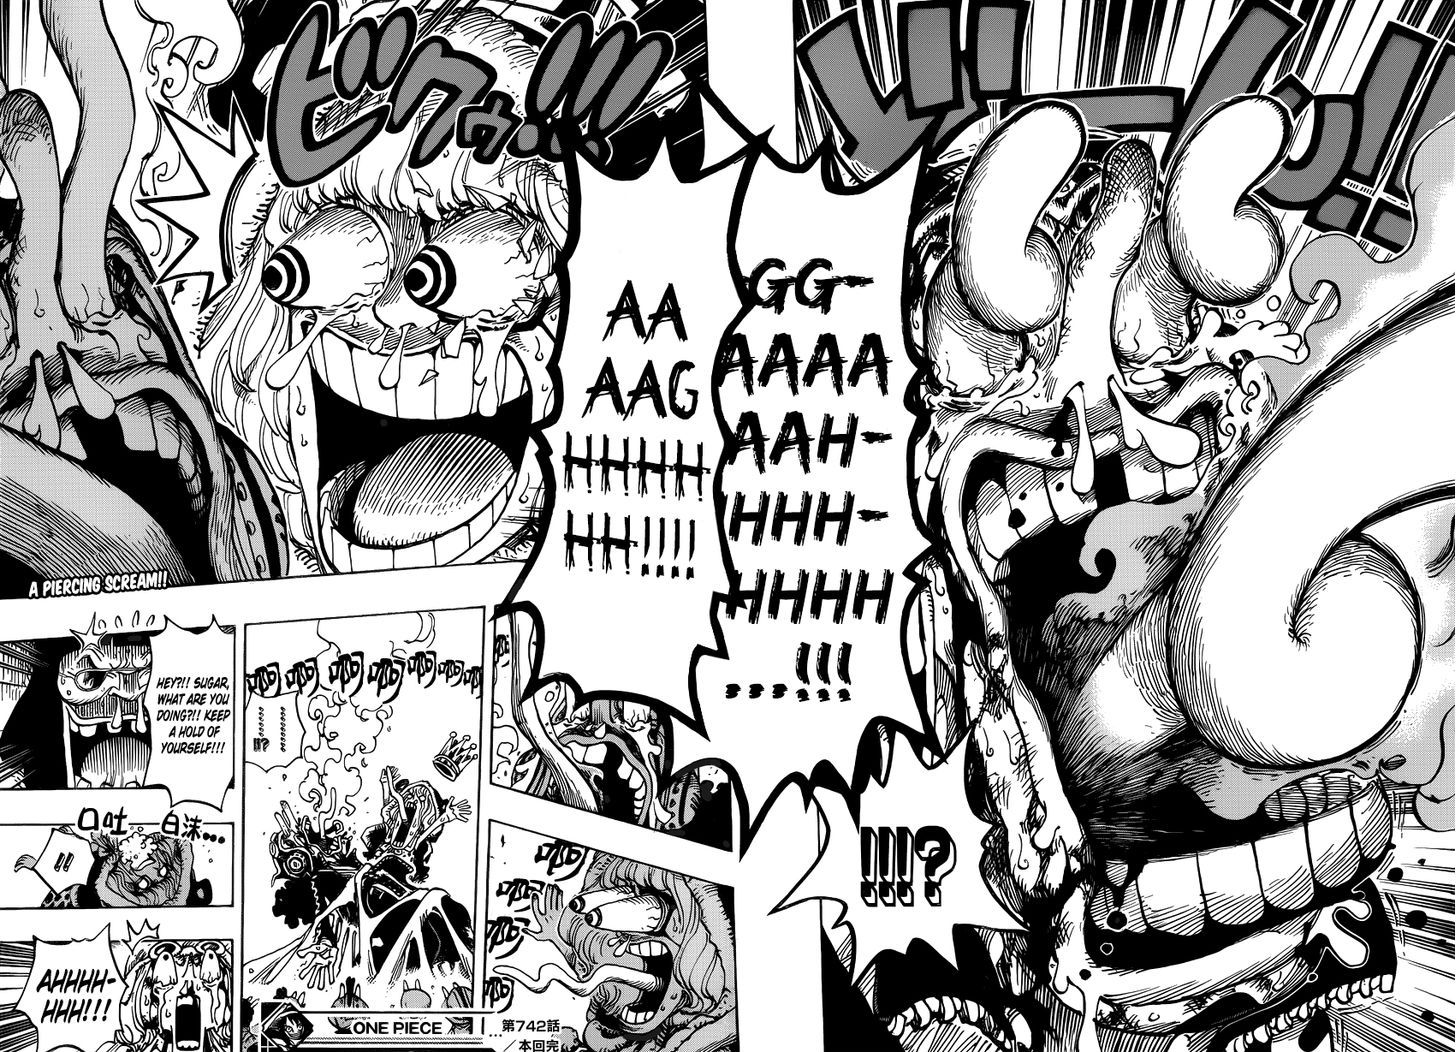 ビクゥ!!!
GG-
AAAA
AAH-
HHH-
HHHH
...!!!
AA
AAG
HHHH
HH!!!!
!!!?
A PIERCING SCREAM!!
HEY?!! SUGAR,
WHAT ARE YOU
DOING?!! KEEP
A HOLD OF
YOURSELF!!!
口吐白沫...
!!
AHHHH-
HHH!!!
!!?
ONE PIECE
第742話
／本回完